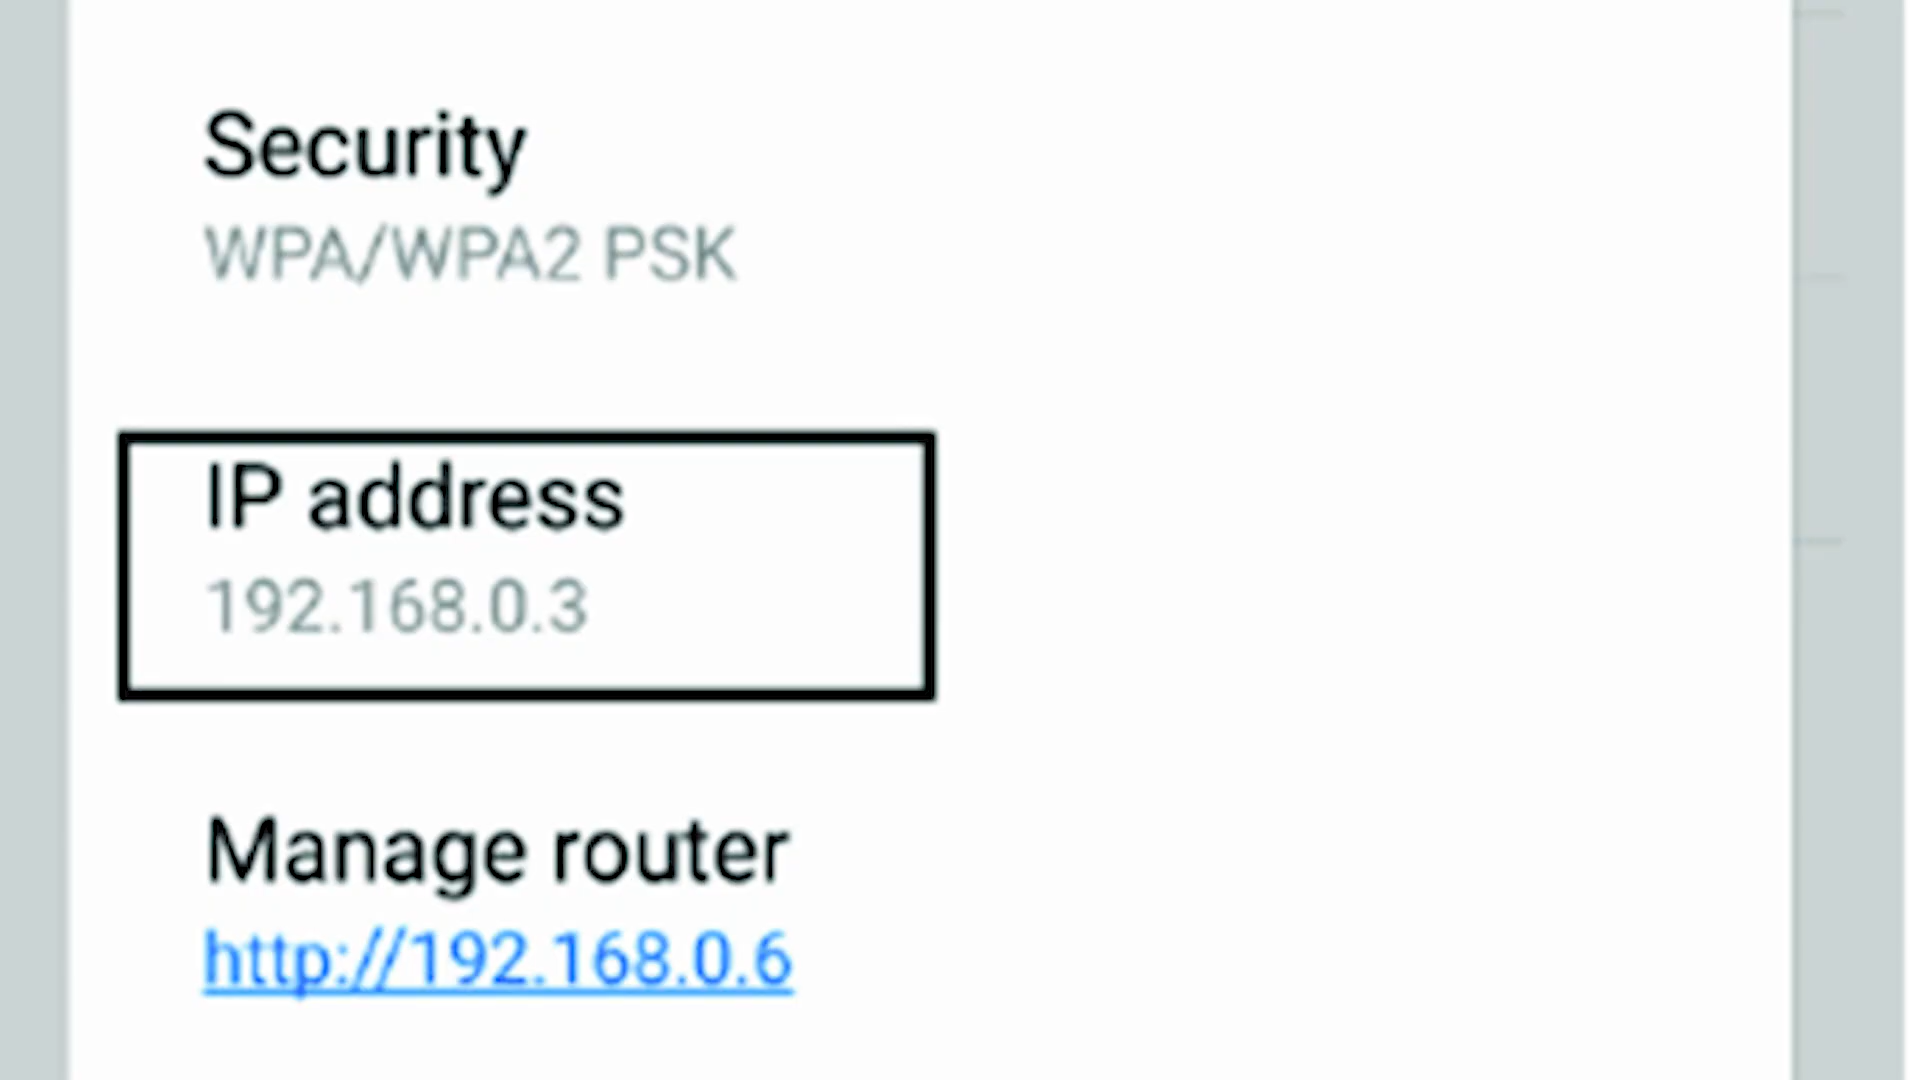 Security
WPA/WPA2 PSK
IP address
192.168.0.3
Manage router
http://192.168.0.6